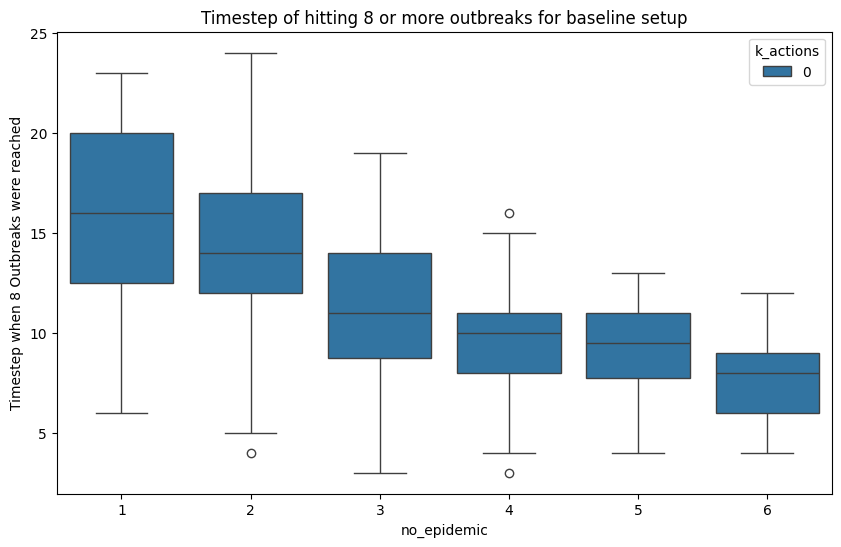 Timestep of hitting 8 or more outbreaks for baseline setup
k_actions
0
Timestep when 8 Outbreaks were reached
25
20
15
10
5
1 2 3 4 5 6
no_epidemic